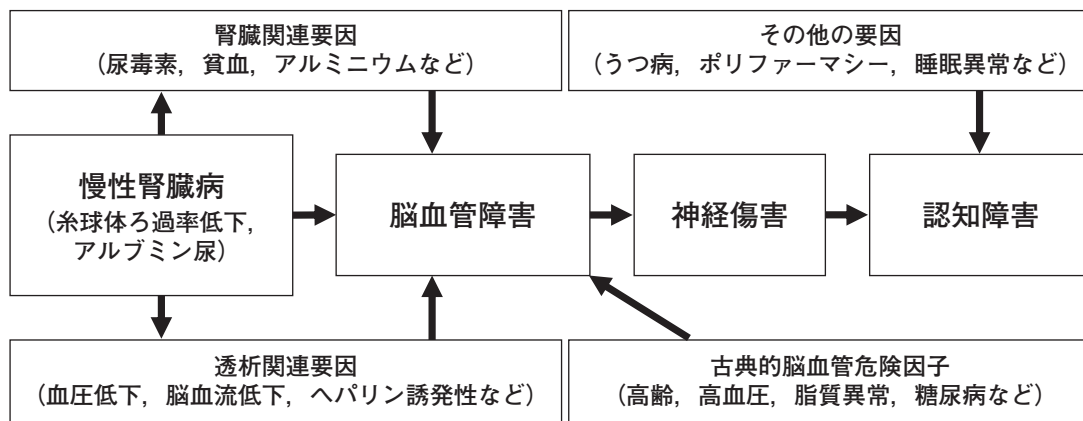 腎臓関連要因
（尿毒素，貧血，アルミニウムなど）
その他の要因
（うつ病，ポリファーマシー，睡眠異常など）
慢性腎臓病
（糸球体ろ過率低下，
アルブミン尿）
脳血管障害
神経傷害
認知障害
透析関連要因
（血圧低下，脳血流低下，ヘパリン誘発性など）
古典的脳血管危険因子
（高齢，高血圧，脂質異常，糖尿病など）